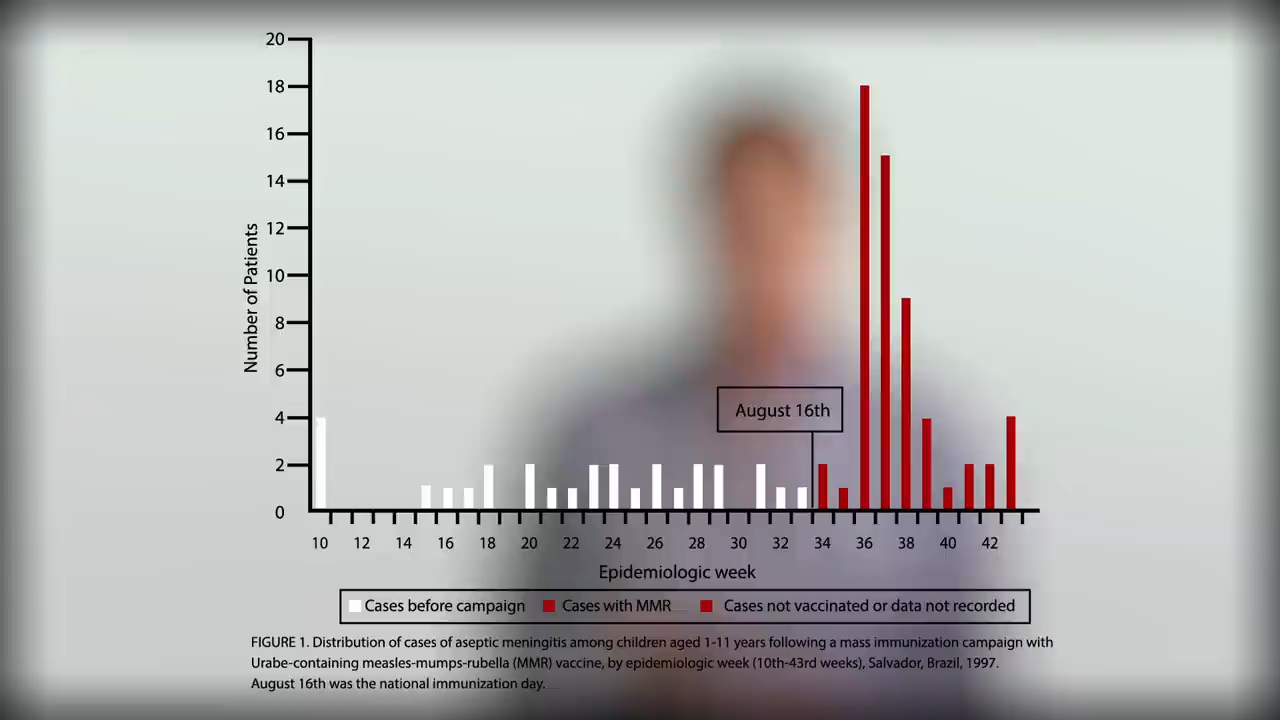 20
18
16
14
12
10
8
6
4
2
0
Number of Patients
August 16th
10 12 14 16 18 20 22 24 26 28 30 32 34 36 38 40 42
Epidemiologic week
Cases before campaign Cases with MMR Cases not vaccinated or data not recorded
FIGURE 1. Distribution of cases of aseptic meningitis among children aged 1-11 years following a mass immunization campaign with
Urabe-containing measles-mumps-rubella (MMR) vaccine, by epidemiologic week (10th-43rd weeks), Salvador, Brazil, 1997.
August 16th was the national immunization day.